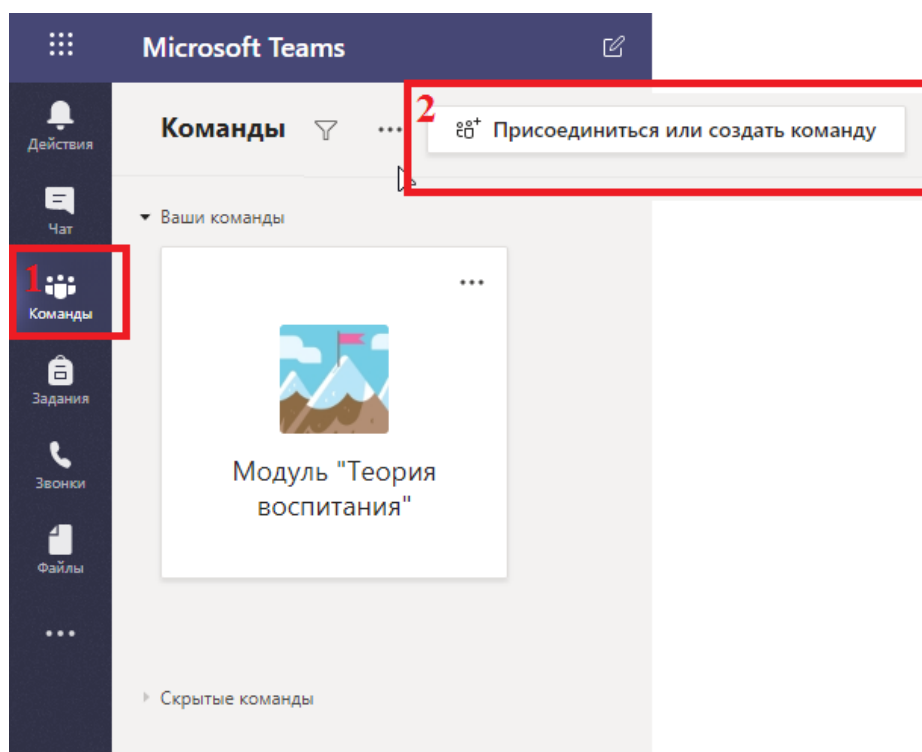 Microsoft Teams
Действия
Чат
1
Команды
Задания
Звонки
Файлы
Команды
2
Присоединиться или создать команду
Ваши команды
Модуль "Теория
воспитания"
Скрытые команды